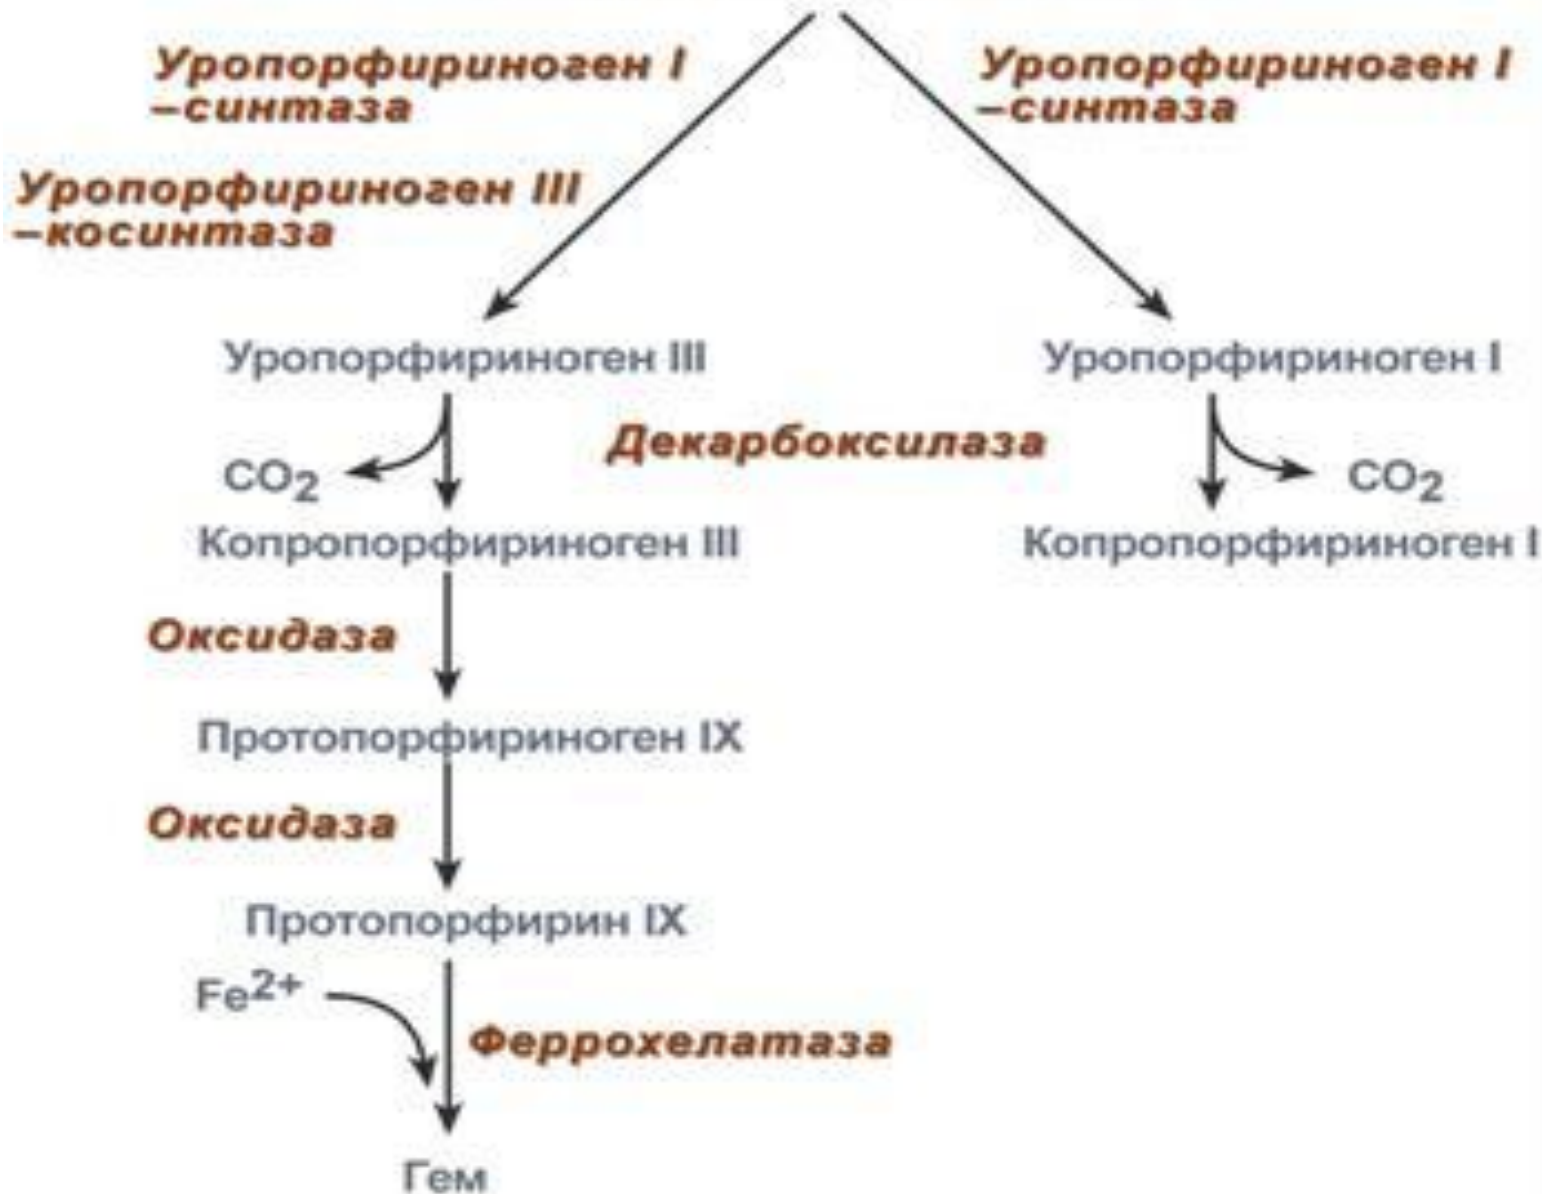 Уропорфириноген I
–синтаза
Уропорфириноген I
–синтаза
Уропорфириноген III
–косинтаза
Уропорфириноген III
Уропорфириноген I
Декарбоксилаза
CO2
CO2
Копропорфириноген III
Копропорфириноген I
Оксидаза
Протопорфириноген IX
Оксидаза
Протопорфирин IX
Fe2+
Феррохелатаза
Гем